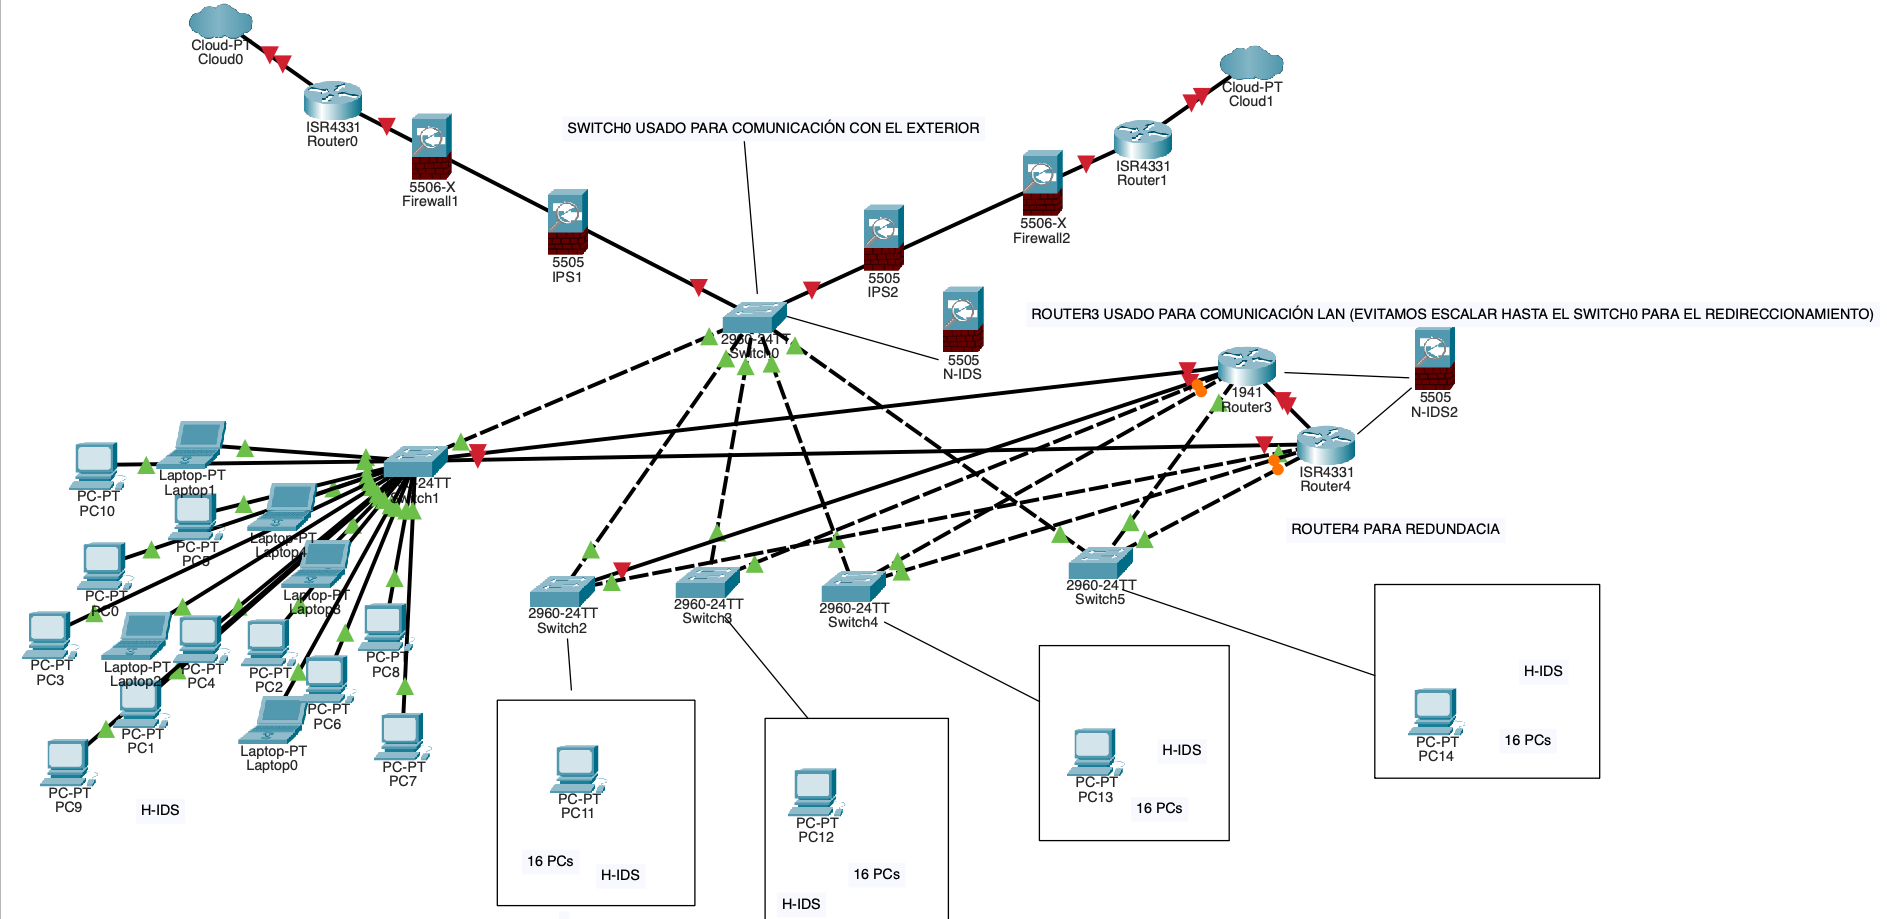 Cloud-PT
Cloud0
ISR4331
Router0
5506-X
Firewall1
5505
IPS1
SWITCH0 USADO PARA COMUNICACIÓN CON EL EXTERIOR
Cloud-PT
Cloud1
ISR4331
Router1
5506-X
Firewall2
5505
IPS2
2960-24TT
Switch0
5505
N-IDS
ROUTER3 USADO PARA COMUNICACIÓN LAN (EVITAMOS ESCALAR HASTA EL SWITCH0 PARA EL REDIRECCIONAMIENTO)
1941
Router3
5505
N-IDS2
ISR4331
Router4
ROUTER4 PARA REDUNDACIA
-24TT
Switch1
PC-PT
PC10
Laptop-PT
Laptop1
PC-PT
PC5
Laptop-PT
Laptop4
PC-PT
PC0
Laptop-PT
Laptop3
PC-PT
PC3
Laptop-PT
Laptop2
PC-PT
PC4
PC-PT
PC2
PC-PT
PC8
PC-PT
PC6
PC-PT
PC1
Laptop-PT
Laptop0
PC-PT
PC7
PC-PT
PC9
H-IDS
2960-24TT
Switch2
2960-24TT
Switch3
2960-24TT
Switch4
2960-24TT
Switch5
PC-PT
PC11
16 PCs
H-IDS
PC-PT
PC12
16 PCs
H-IDS
H-IDS
PC-PT
PC13
16 PCs
H-IDS
PC-PT
PC14
16 PCs